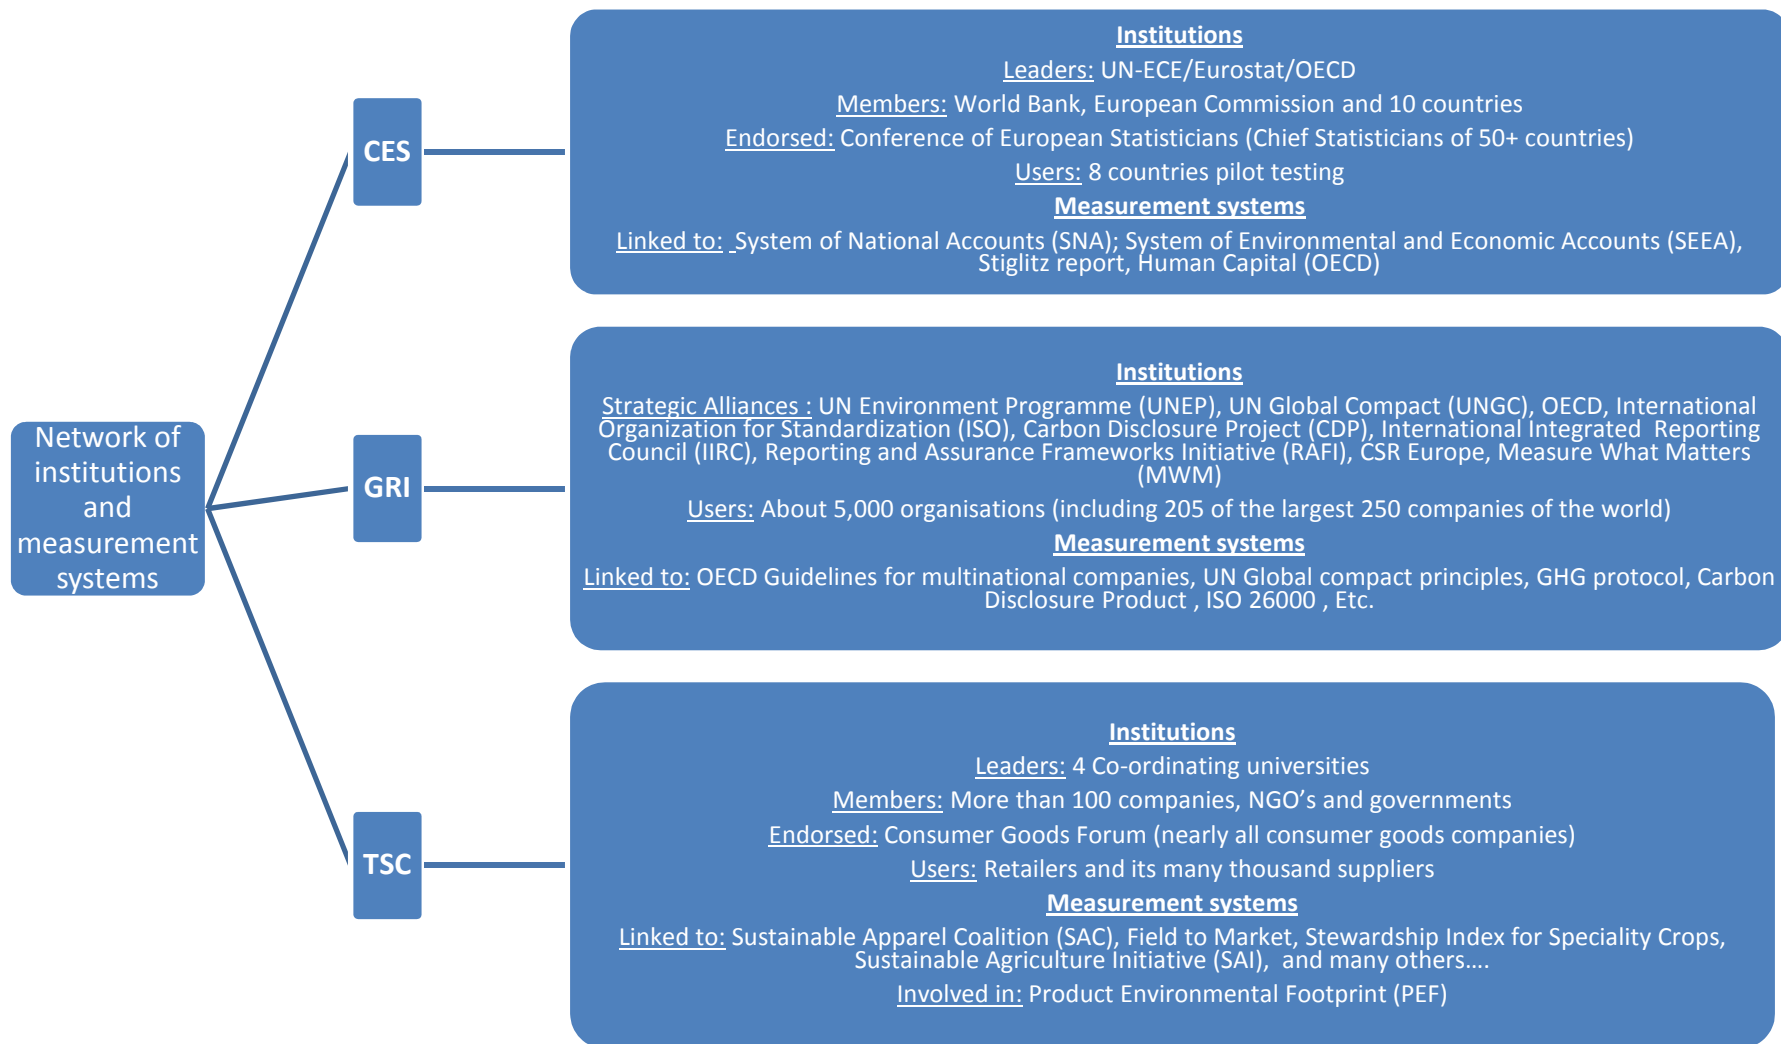 Network of
institutions
and
measurement
systems
CES
Institutions
Leaders: UN-ECE/Eurostat/OECD
Members: World Bank, European Commission and 10 countries
Endorsed: Conference of European Statisticians (Chief Statisticians of 50+ countries)
Users: 8 countries pilot testing
Measurement systems
Linked to:  System of National Accounts (SNA); System of Environmental and Economic Accounts (SEEA),
Stiglitz report, Human Capital (OECD)
GRI
Institutions
Strategic Alliances : UN Environment Programme (UNEP), UN Global Compact (UNGC), OECD, International
Organization for Standardization (ISO), Carbon Disclosure Project (CDP), International Integrated  Reporting
Council (IIRC), Reporting and Assurance Frameworks Initiative (RAFI), CSR Europe, Measure What Matters
(MWM)
Users: About 5,000 organisations (including 205 of the largest 250 companies of the world)
Measurement systems
Linked to: OECD Guidelines for multinational companies, UN Global compact principles, GHG protocol, Carbon
Disclosure Product , ISO 26000 , Etc.
TSC
Institutions
Leaders: 4 Co-ordinating universities
Members: More than 100 companies, NGO's and governments
Endorsed: Consumer Goods Forum (nearly all consumer goods companies)
Users: Retailers and its many thousand suppliers
Measurement systems
Linked to: Sustainable Apparel Coalition (SAC), Field to Market, Stewardship Index for Speciality Crops,
Sustainable Agriculture Initiative (SAI),  and many others....
Involved in: Product Environmental Footprint (PEF)